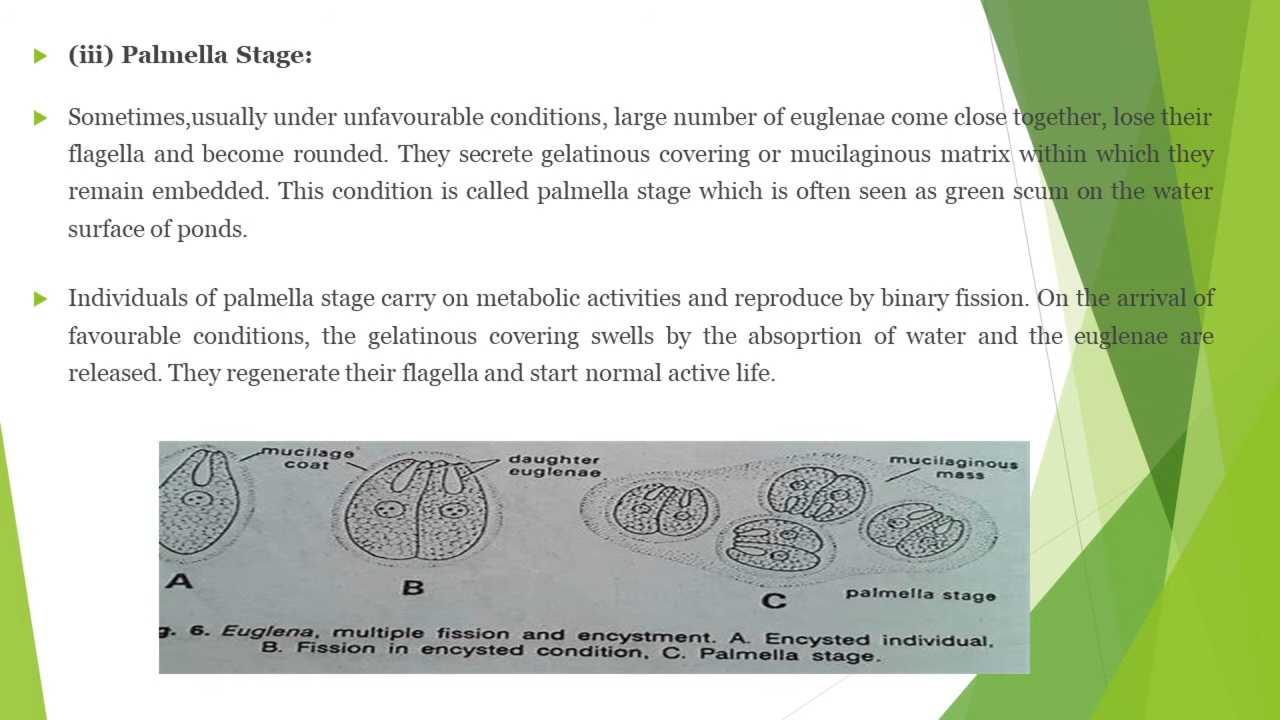 (iii) Palmella Stage:
Sometimes,usually under unfavourable conditions, large number of euglenae come close together, lose their
flagella and become rounded. They secrete gelatinous covering or mucilaginous matrix within which they
remain embedded. This condition is called palmella stage which is often seen as green scum on the water
surface of ponds.
Individuals of palmella stage carry on metabolic activities and reproduce by binary fission. On the arrival of
favourable conditions, the gelatinous covering swells by the absoprtion of water and the euglenae are
released. They regenerate their flagella and start normal active life.
mucilage
coat
daughter
euglenae
mucilaginous
mass
A
B
C
palmella stage
g. 6. Euglena, multiple fission and encystment. A. Encysted individual,
B. Fission in encysted condition, C. Palmella stage.